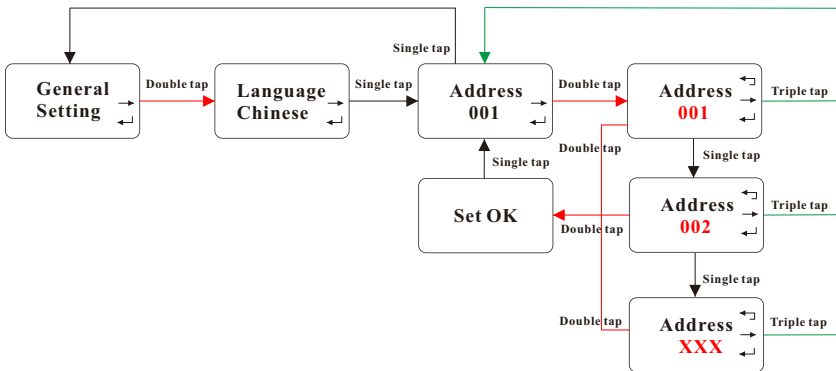 Single tap
General
Setting
Double tap
Language
Chinese
Single tap
Address
001
Double tap
Address
001
Triple tap
Single tap
Double tap
Single tap
Set OK
Double tap
Address
002
Triple tap
Single tap
Double tap
Address
XXX
Triple tap